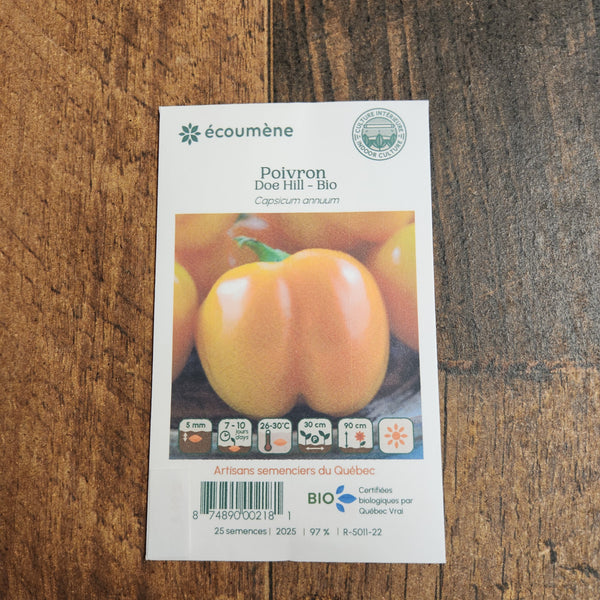 écoumène
CULTURE INTÉRIEURE
INDOOR CULTURE
Poivron
Doe Hill - Bio
Capsicum annuum
5 mm
7 - 10
jours
days
26-30°C
30 cm
P
90 cm
Artisans semenciers du Québec
8 74890 00218 1
BIO
Certifiées
biologiques par
Québec Vrai
25 semences | 2025 | 97 % | R-5011-22